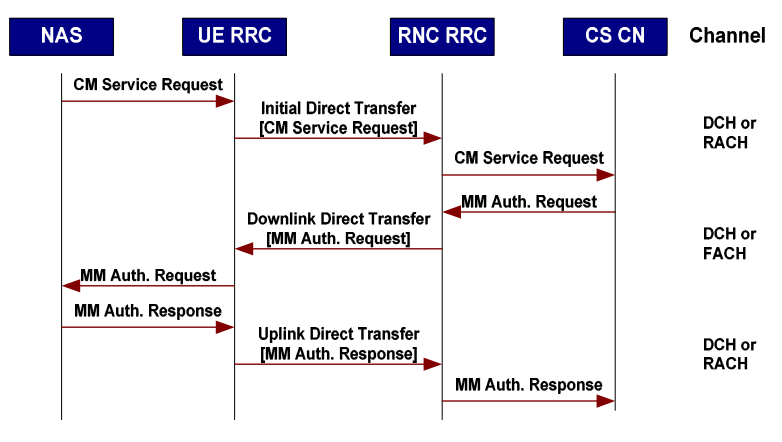 NAS UE RRC RNC RRC CS CN Channel
CM Service Request
Initial Direct Transfer
[CM Service Request]
DCH or
RACH
CM Service Request
MM Auth. Request
Downlink Direct Transfer
[MM Auth. Request]
DCH or
FACH
MM Auth. Request
MM Auth. Response
Uplink Direct Transfer
[MM Auth. Response]
DCH or
RACH
MM Auth. Response